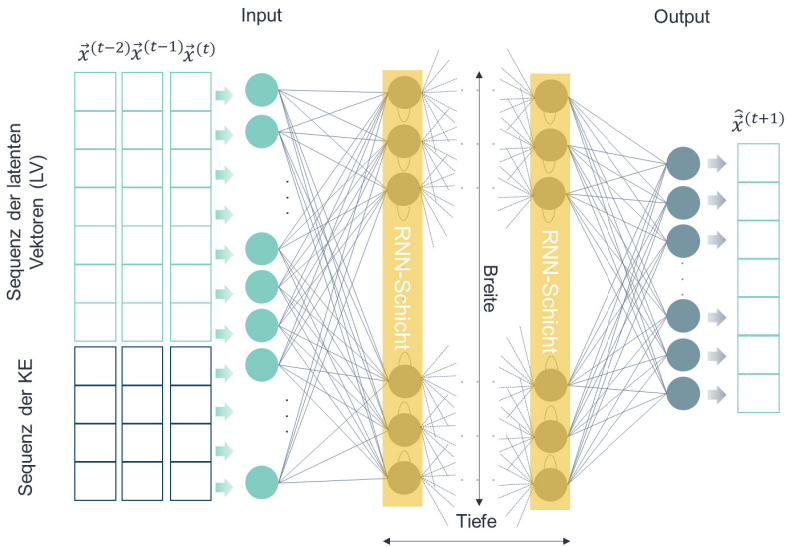 Input
Output
x⃗⁽ᵗ⁻²⁾ x⃗⁽ᵗ⁻¹⁾ x⃗⁽ᵗ⁾
x̂⃗⁽ᵗ⁺¹⁾
Sequenz der latenten
Vektoren (LV)
Sequenz der KE
RNN-Schicht
Breite
RNN-Schicht
Tiefe